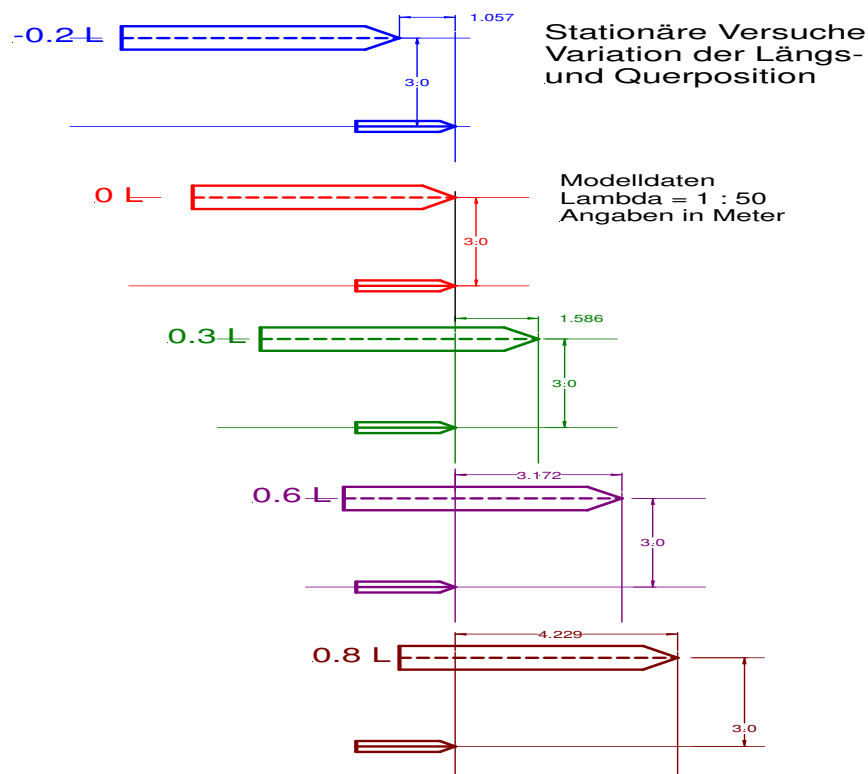 1.057
-0.2 L
Stationäre Versuche
Variation der Längs-
und Querposition
3.0
0 L
Modelldaten
Lambda = 1 : 50
Angaben in Meter
3.0
1.586
0.3 L
3.0
3.172
0.6 L
3.0
4.229
0.8 L
3.0